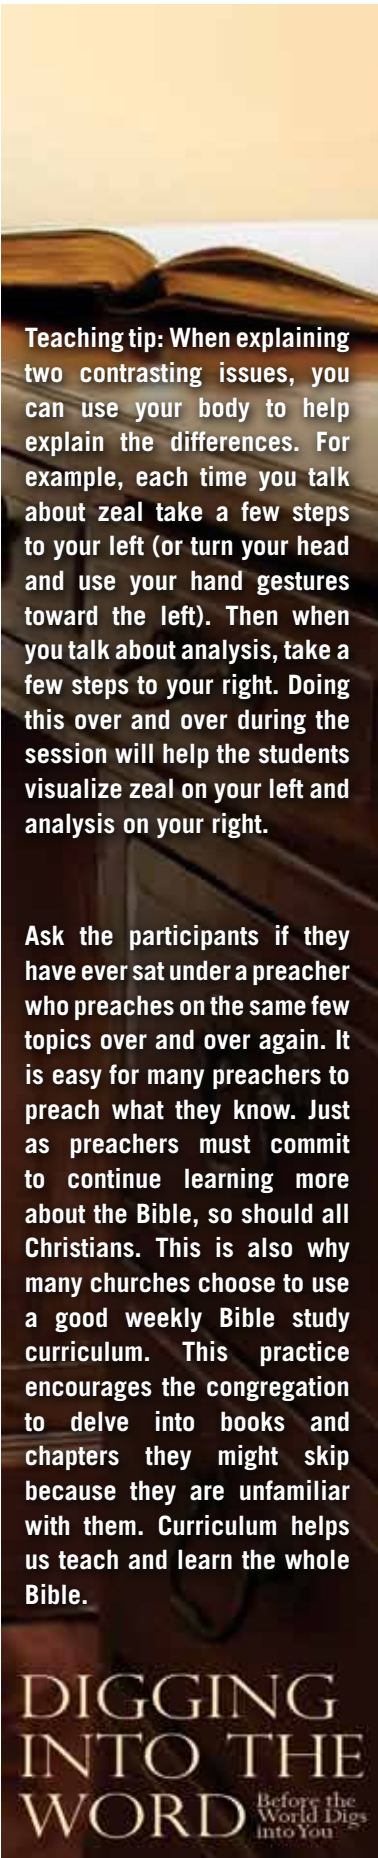 Teaching tip: When explaining
two contrasting issues, you
can use your body to help
explain the differences. For
example, each time you talk
about zeal take a few steps
to your left (or turn your head
and use your hand gestures
toward the left). Then when
you talk about analysis, take a
few steps to your right. Doing
this over and over during the
session will help the students
visualize zeal on your left and
analysis on your right.
Ask the participants if they
have ever sat under a preacher
who preaches on the same few
topics over and over again. It
is easy for many preachers to
preach what they know. Just
as preachers must commit
to continue learning more
about the Bible, so should all
Christians. This is also why
many churches choose to use
a good weekly Bible study
curriculum. This practice
encourages the congregation
to delve into books and
chapters they might skip
because they are unfamiliar
with them. Curriculum helps
us teach and learn the whole
Bible.
DIGGING
INTO THE
WORD
Before the
World Digs
into You